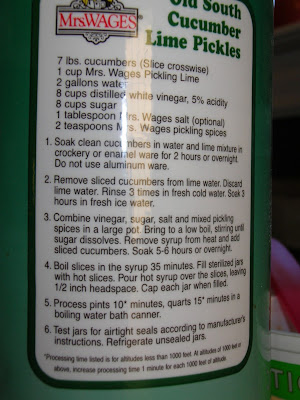 Mrs.WAGES
Old South
Cucumber
Lime Pickles
7 lbs. cucumbers (Slice crosswise)
1 cup Mrs. Wages Pickling Lime
2 gallons water
8 cups distilled white vinegar, 5% acidity
8 cups sugar
1 tablespoon Mrs. Wages salt (optional)
2 teaspoons Mrs. Wages pickling spices
1. Soak clean cucumbers in water and lime mixture in
crockery or enamel ware for 2 hours or overnight.
Do not use aluminum ware.
2. Remove sliced cucumbers from lime water. Discard
lime water. Rinse 3 times in fresh cold water. Soak 3
hours in fresh ice water.
3. Combine vinegar, sugar, salt and mixed pickling
spices in a large pot. Bring to a low boil, stirring until
sugar dissolves. Remove syrup from heat and add
sliced cucumbers. Soak 5-6 hours or overnight.
4. Boil slices in the syrup 35 minutes. Fill sterilized jars
with hot slices. Pour hot syrup over the slices, leaving
1/2 inch headspace. Cap each jar when filled.
5. Process pints 10* minutes, quarts 15* minutes in a
boiling water bath canner.
6. Test jars for airtight seals according to manufacturer's
instructions. Refrigerate unsealed jars.
*Processing time listed is for altitudes less than 1000 feet. At altitudes of 1000 feet or
above, increase processing time 1 minute for each 1000 feet of altitude.